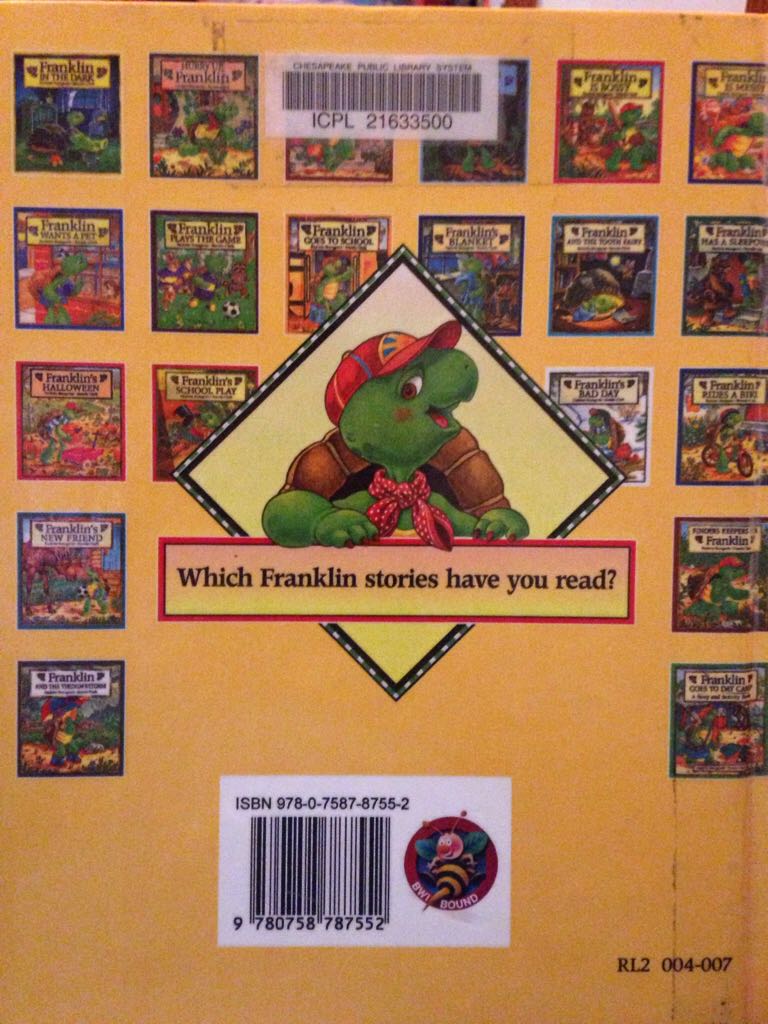 Franklin
IN THE DARK
HURRY UP,
Franklin
CHESAPEAKE PUBLIC LIBRARY SYSTEM
ICPL 21633500
Franklin
IS BOSSY
Franklin
IS MESSY
Franklin
WANTS A PET
Franklin
PLAYS THE GAME
Franklin
GOES TO SCHOOL
Franklin's
BLANKET
Franklin
AND THE TOOTH FAIRY
Franklin
HAS A SLEEPOVER
Franklin's
HALLOWEEN
Franklin's
SCHOOL PLAY
Franklin's
BAD DAY
Franklin
RIDES A BIKE
Franklin's
NEW FRIEND
FINDERS KEEPERS FOR
Franklin
Which Franklin stories have you read?
Franklin
AND THE THUNDERSTORM
Franklin
GOES TO DAY CAMP
A Story and Activity Book
ISBN 978-0-7587-8755-2
9 780758 787552
BWI BOUND
RL2 004-007